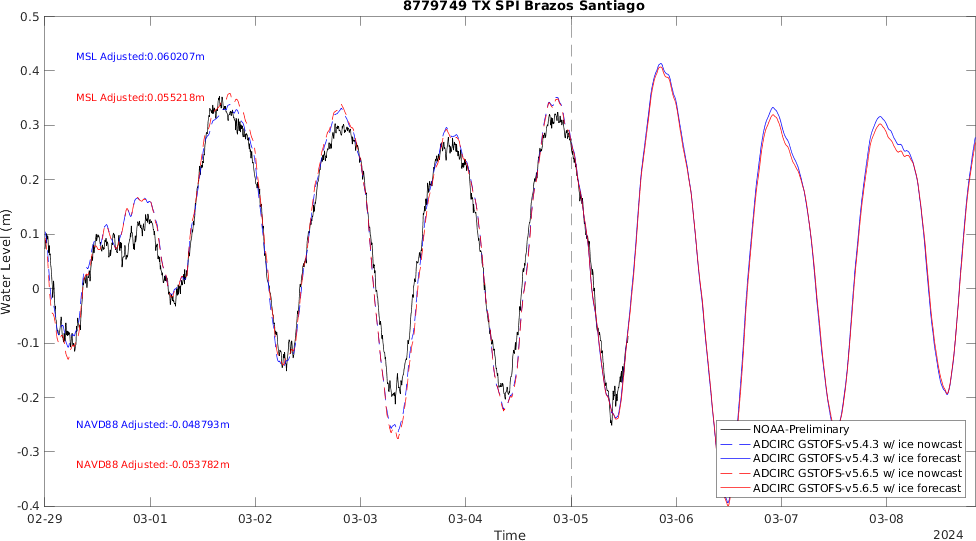 8779749 TX SPI Brazos Santiago
0.5
0.4
0.3
0.2
0.1
0
-0.1
-0.2
-0.3
-0.4
Water Level (m)
MSL Adjusted:0.060207m
MSL Adjusted:0.055218m
NAVD88 Adjusted:-0.048793m
NAVD88 Adjusted:-0.053782m
NOAA-Preliminary
ADCIRC GSTOFS-v5.4.3 w/ ice nowcast
ADCIRC GSTOFS-v5.4.3 w/ ice forecast
ADCIRC GSTOFS-v5.6.5 w/ ice nowcast
ADCIRC GSTOFS-v5.6.5 w/ ice forecast
02-29 03-01 03-02 03-03 03-04 03-05 03-06 03-07 03-08
Time
2024